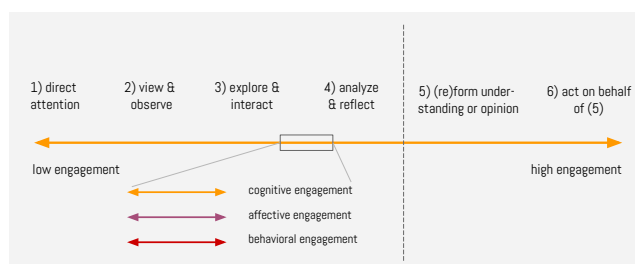 1) direct
attention
2) view &
observe
3) explore &
interact
4) analyze
& reflect
5) (re)form under-
standing or opinion
6) act on behalf
of (5)
low engagement
high engagement
cognitive engagement
affective engagement
behavioral engagement